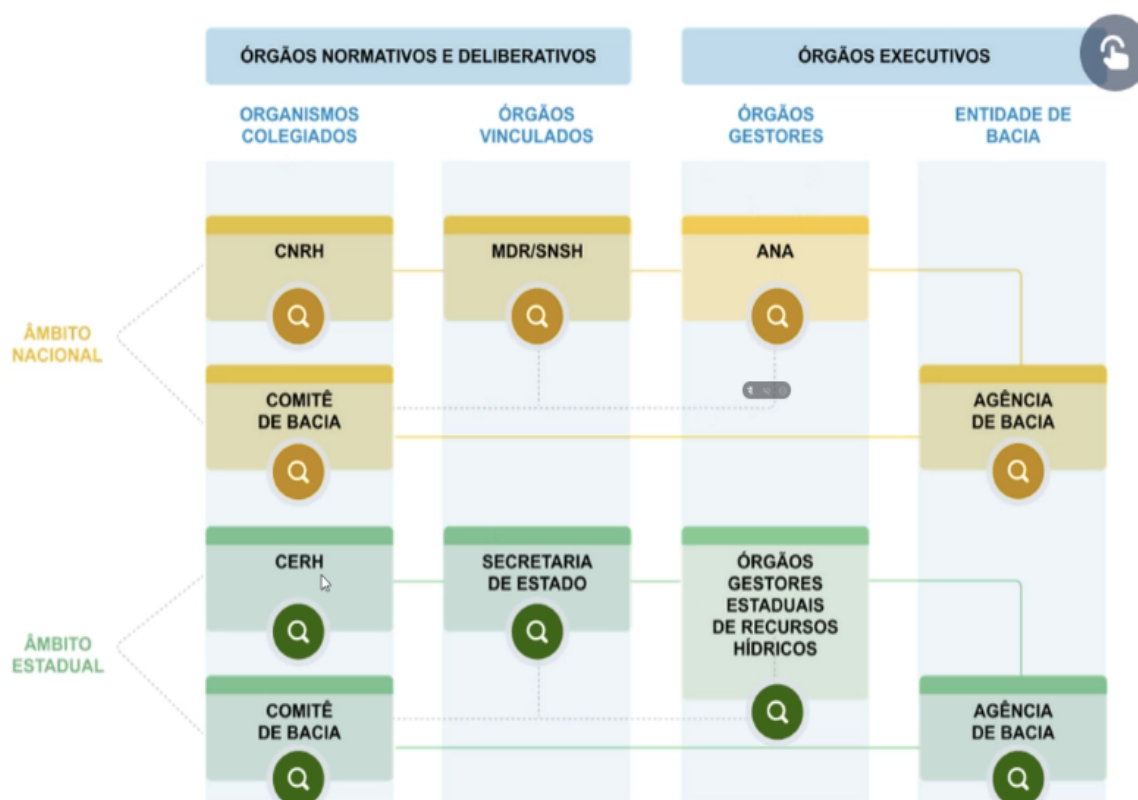 ÓRGÃOS NORMATIVOS E DELIBERATIVOS
ÓRGÃOS EXECUTIVOS
ORGANISMOS
COLEGIADOS
ÓRGÃOS
VINCULADOS
ÓRGÃOS
GESTORES
ENTIDADE DE
BACIA
ÂMBITO
NACIONAL
CNRH
MDR/SNSH
ANA
COMITÊ
DE BACIA
AGÊNCIA
DE BACIA
ÂMBITO
ESTADUAL
CERH
SECRETARIA
DE ESTADO
ÓRGÃOS
GESTORES
ESTADUAIS
DE RECURSOS
HÍDRICOS
COMITÊ
DE BACIA
AGÊNCIA
DE BACIA